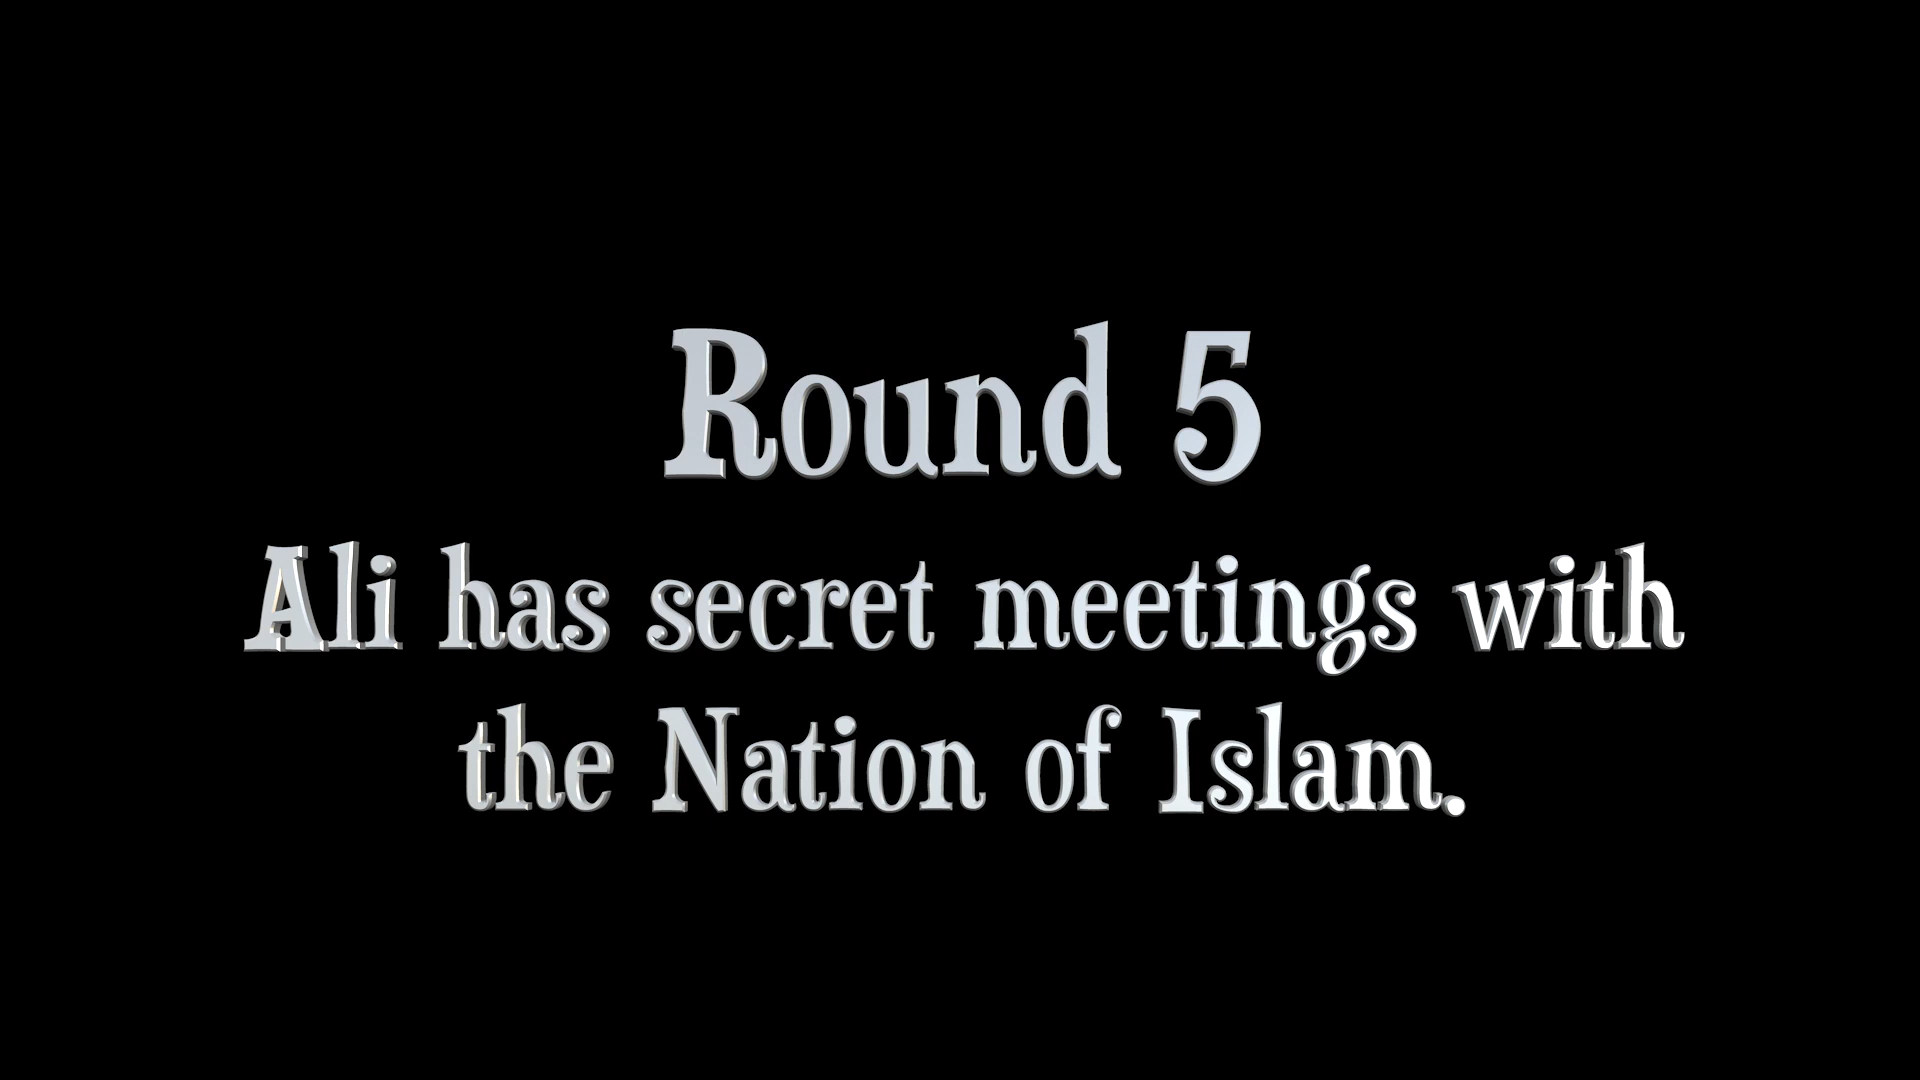 Round 5
Ali has secret meetings with
the Nation of Islam.